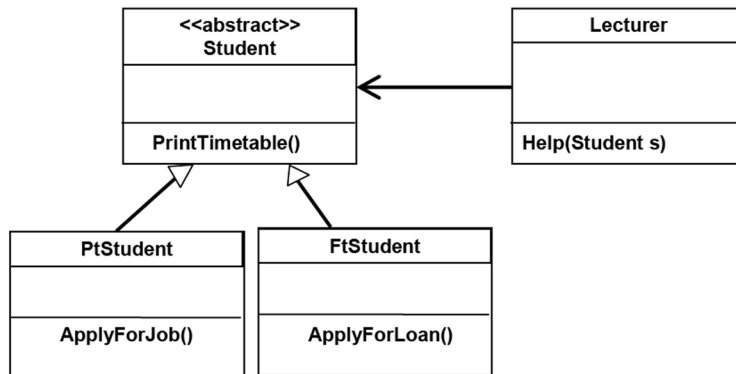 <<abstract>>
Student
PrintTimetable()
Lecturer
Help(Student s)
PtStudent
ApplyForJob()
FtStudent
ApplyForLoan()